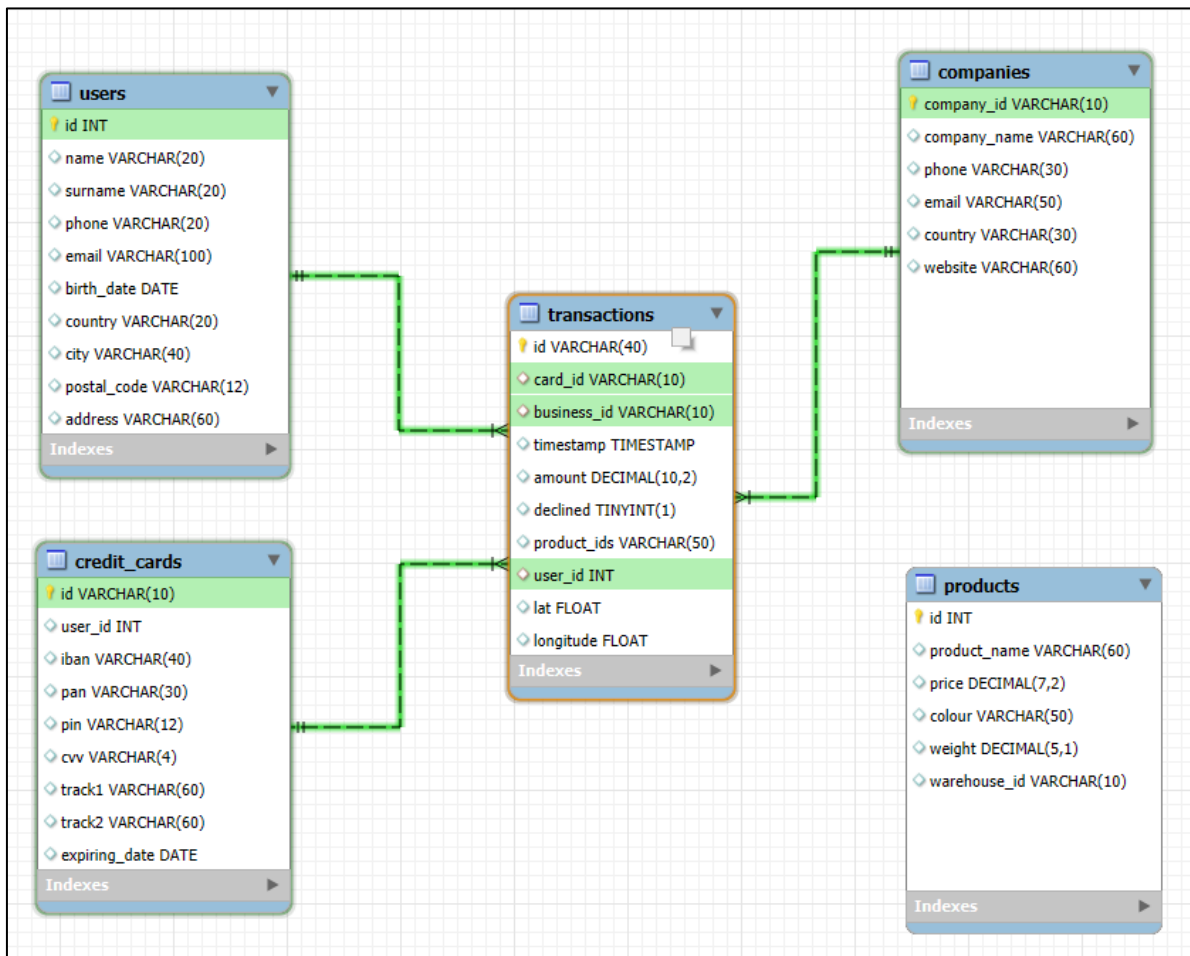 users
id INT
name VARCHAR(20)
surname VARCHAR(20)
phone VARCHAR(20)
email VARCHAR(100)
birth_date DATE
country VARCHAR(20)
city VARCHAR(40)
postal_code VARCHAR(12)
address VARCHAR(60)
Indexes
credit_cards
id VARCHAR(10)
user_id INT
iban VARCHAR(40)
pan VARCHAR(30)
pin VARCHAR(12)
cvv VARCHAR(4)
track1 VARCHAR(60)
track2 VARCHAR(60)
expiring_date DATE
Indexes
transactions
id VARCHAR(40)
card_id VARCHAR(10)
business_id VARCHAR(10)
timestamp TIMESTAMP
amount DECIMAL(10,2)
declined TINYINT(1)
product_ids VARCHAR(50)
user_id INT
lat FLOAT
longitude FLOAT
Indexes
companies
company_id VARCHAR(10)
company_name VARCHAR(60)
phone VARCHAR(30)
email VARCHAR(50)
country VARCHAR(30)
website VARCHAR(60)
Indexes
products
id INT
product_name VARCHAR(60)
price DECIMAL(7,2)
colour VARCHAR(50)
weight DECIMAL(5,1)
warehouse_id VARCHAR(10)
Indexes